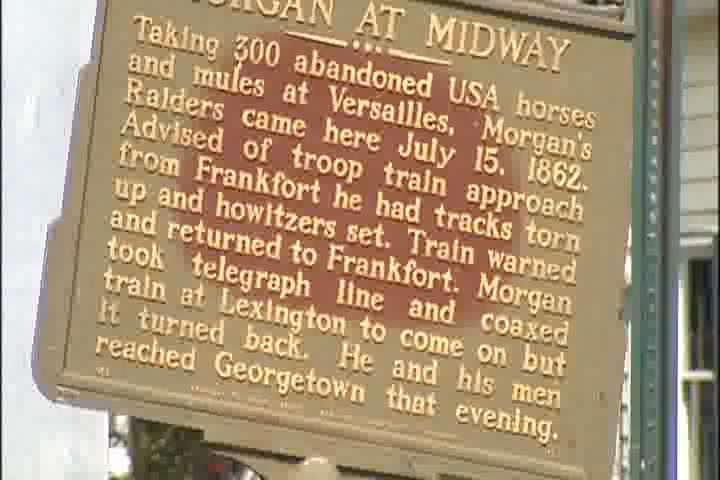 MORGAN AT MIDWAY
Taking 300 abandoned USA horses
and mules at Versailles, Morgan's
Raiders came here July 15, 1862.
Advised of troop train approach
from Frankfort he had tracks torn
up and howitzers set. Train warned
and returned to Frankfort. Morgan
took telegraph line and coaxed
train at Lexington to come on but
it turned back. He and his men
reached Georgetown that evening.